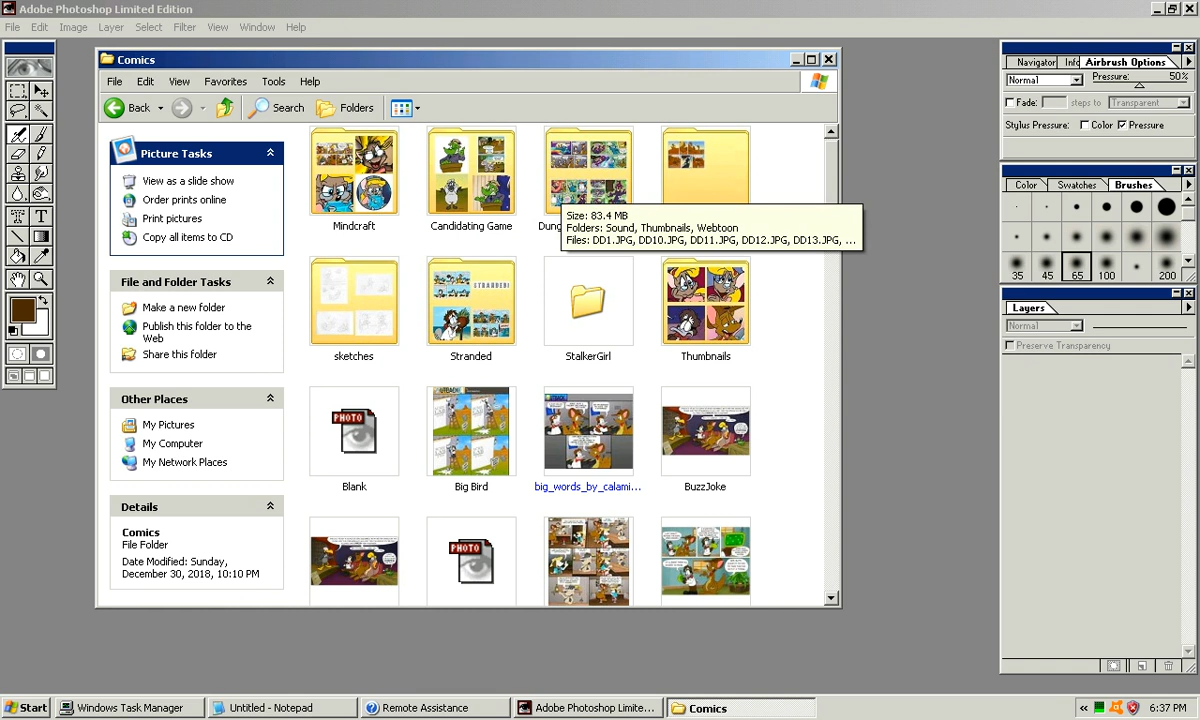 Adobe Photoshop Limited Edition
File Edit Image Layer Select Filter View Window Help
Comics
File Edit View Favorites Tools Help
Back Search Folders
Picture Tasks
View as a slide show
Order prints online
Print pictures
Copy all items to CD
File and Folder Tasks
Make a new folder
Publish this folder to the
Web
Share this folder
Other Places
My Pictures
My Computer
My Network Places
Details
Comics
File Folder
Date Modified: Sunday,
December 30, 2018, 10:10 PM
Mindcraft Candidating Game Dung
Size: 83.4 MB
Folders: Sound, Thumbnails, Webtoon
Files: DD1.JPG, DD10.JPG, DD11.JPG, DD12.JPG, DD13.JPG, ...
STRANDED!
sketches Stranded StalkerGirl Thumbnails
PHOTO
Blank Big Bird big_words_by_calami... BuzzJoke
PHOTO
Navigator Info Airbrush Options
Normal Pressure: 50%
Fade: steps to Transparent
Stylus Pressure: Color Pressure
Color Swatches Brushes
35 45 65 100 200
Layers
Normal
Preserve Transparency
Start Windows Task Manager Untitled - Notepad Remote Assistance Adobe Photoshop Limite... Comics « 6:37 PM